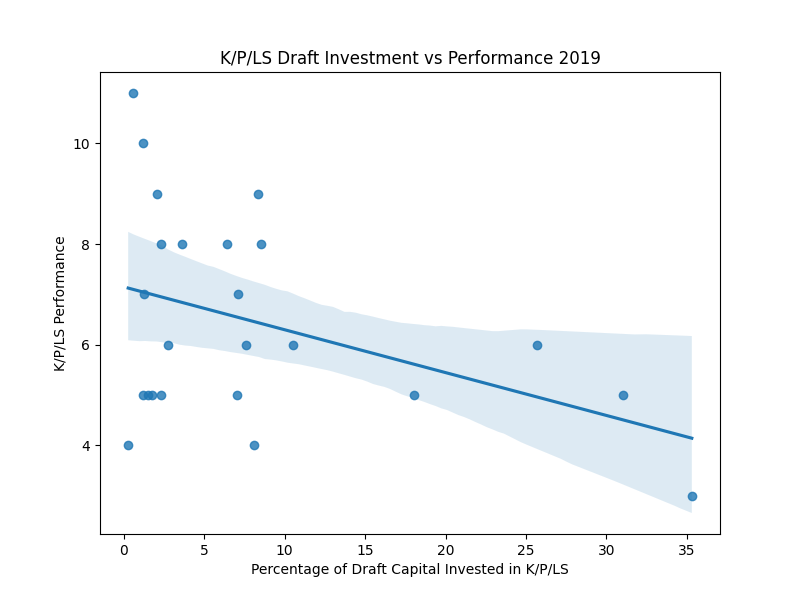 K/P/LS Draft Investment vs Performance 2019
10
8
6
4
K/P/LS Performance
0 5 10 15 20 25 30 35
Percentage of Draft Capital Invested in K/P/LS